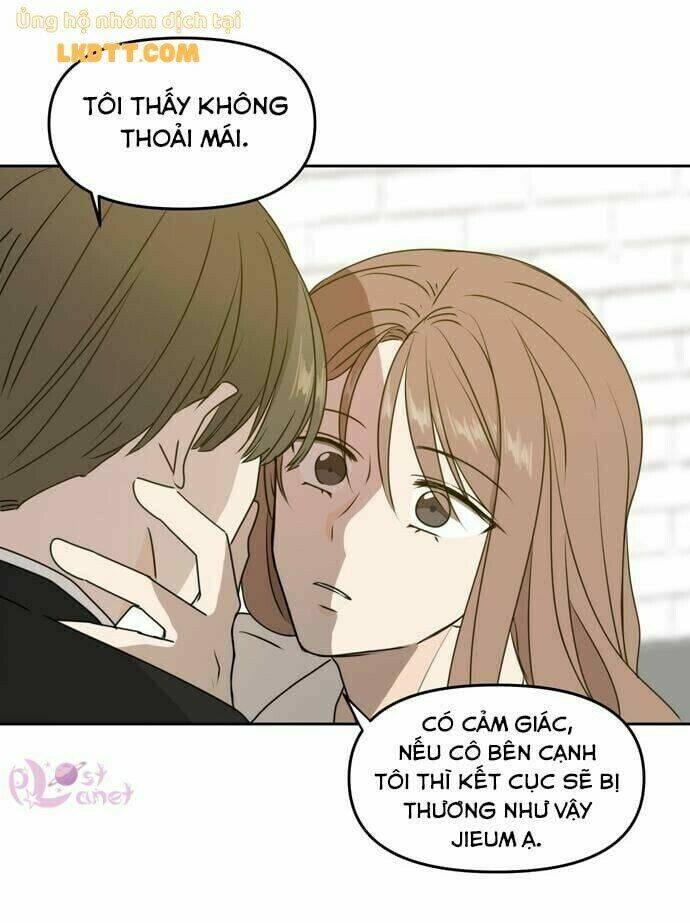 Ủng hộ nhóm dịch tại
LKDTT.COM
TÔI THẤY KHÔNG
THOẢI MÁI.
CÓ CẢM GIÁC,
NẾU CÔ BÊN CẠNH
TÔI THÌ KẾT CỤC SẼ BỊ
THƯƠNG NHƯ VẬY
JIEUM Ạ.
Lost
Planet